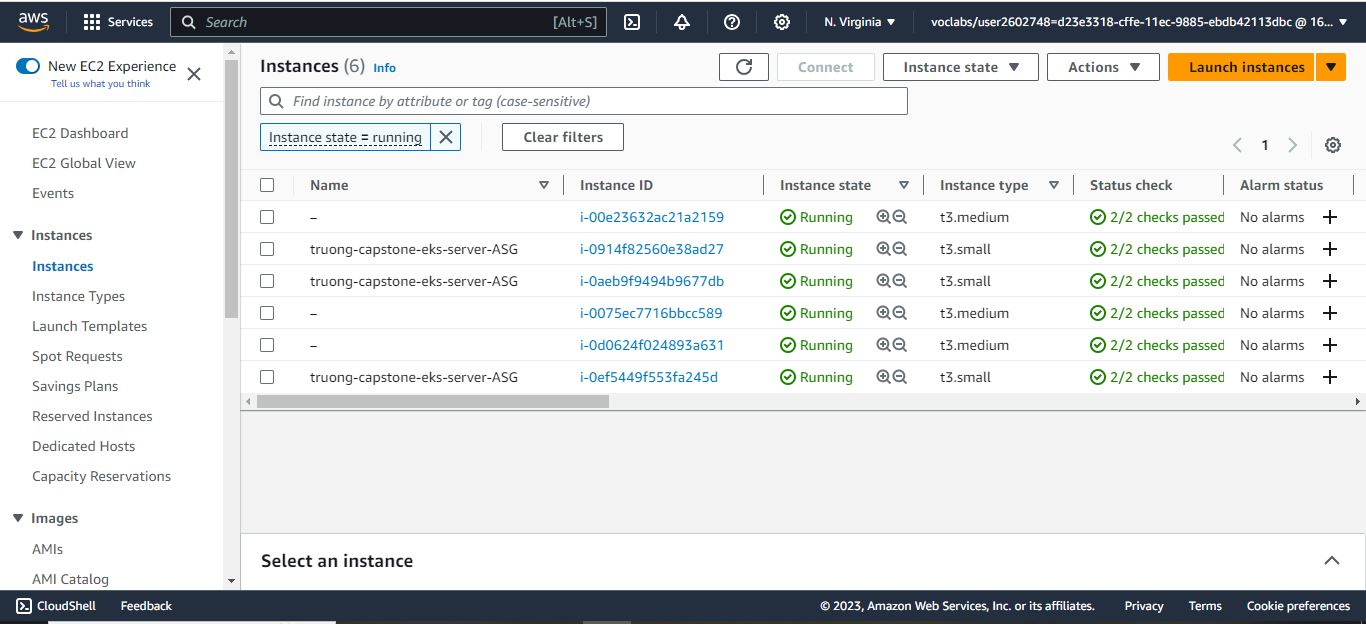 aws Services Search [Alt+S] N. Virginia voclabs/user2602748=d23e3318-cffe-11ec-9885-ebdb42113dbc @ 16...
New EC2 Experience
Tell us what you think
EC2 Dashboard
EC2 Global View
Events
Instances
Instances
Instance Types
Launch Templates
Spot Requests
Savings Plans
Reserved Instances
Dedicated Hosts
Capacity Reservations
Images
AMIs
AMI Catalog
Instances (6) Info Connect Instance state Actions Launch instances
Find instance by attribute or tag (case-sensitive)
Instance state = running Clear filters
1
Name Instance ID Instance state Instance type Status check Alarm status
– i-00e23632ac21a2159 Running t3.medium 2/2 checks passed No alarms +
truong-capstone-eks-server-ASG i-0914f82560e38ad27 Running t3.small 2/2 checks passed No alarms +
truong-capstone-eks-server-ASG i-0aeb9f9494b9677db Running t3.small 2/2 checks passed No alarms +
– i-0075ec7716bbcc589 Running t3.medium 2/2 checks passed No alarms +
– i-0d0624f024893a631 Running t3.medium 2/2 checks passed No alarms +
truong-capstone-eks-server-ASG i-0ef5449f553fa245d Running t3.small 2/2 checks passed No alarms +
Select an instance
CloudShell Feedback © 2023, Amazon Web Services, Inc. or its affiliates. Privacy Terms Cookie preferences